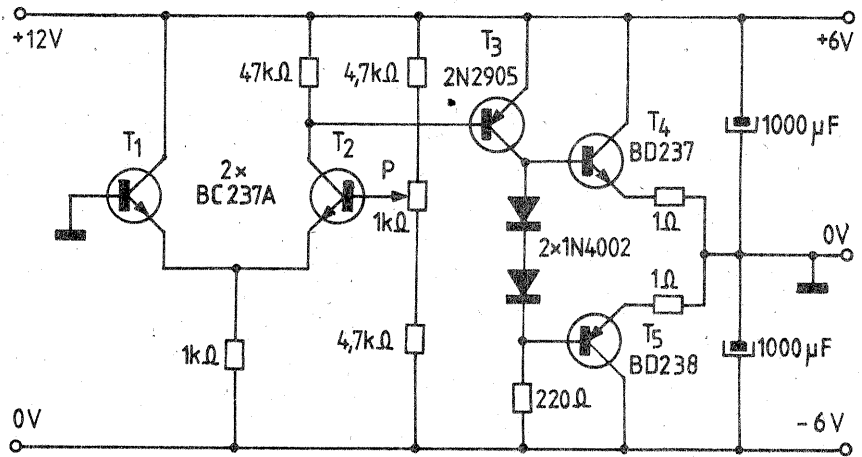 +12V
+6V
47kΩ
4,7kΩ
T3
2N2905
1000µF
T1
T2
T4
BD237
2×
BC237A
P
1kΩ
1Ω
2×1N4002
0V
1Ω
1kΩ
4,7kΩ
T5
BD238
1000µF
220Ω
0V
-6V